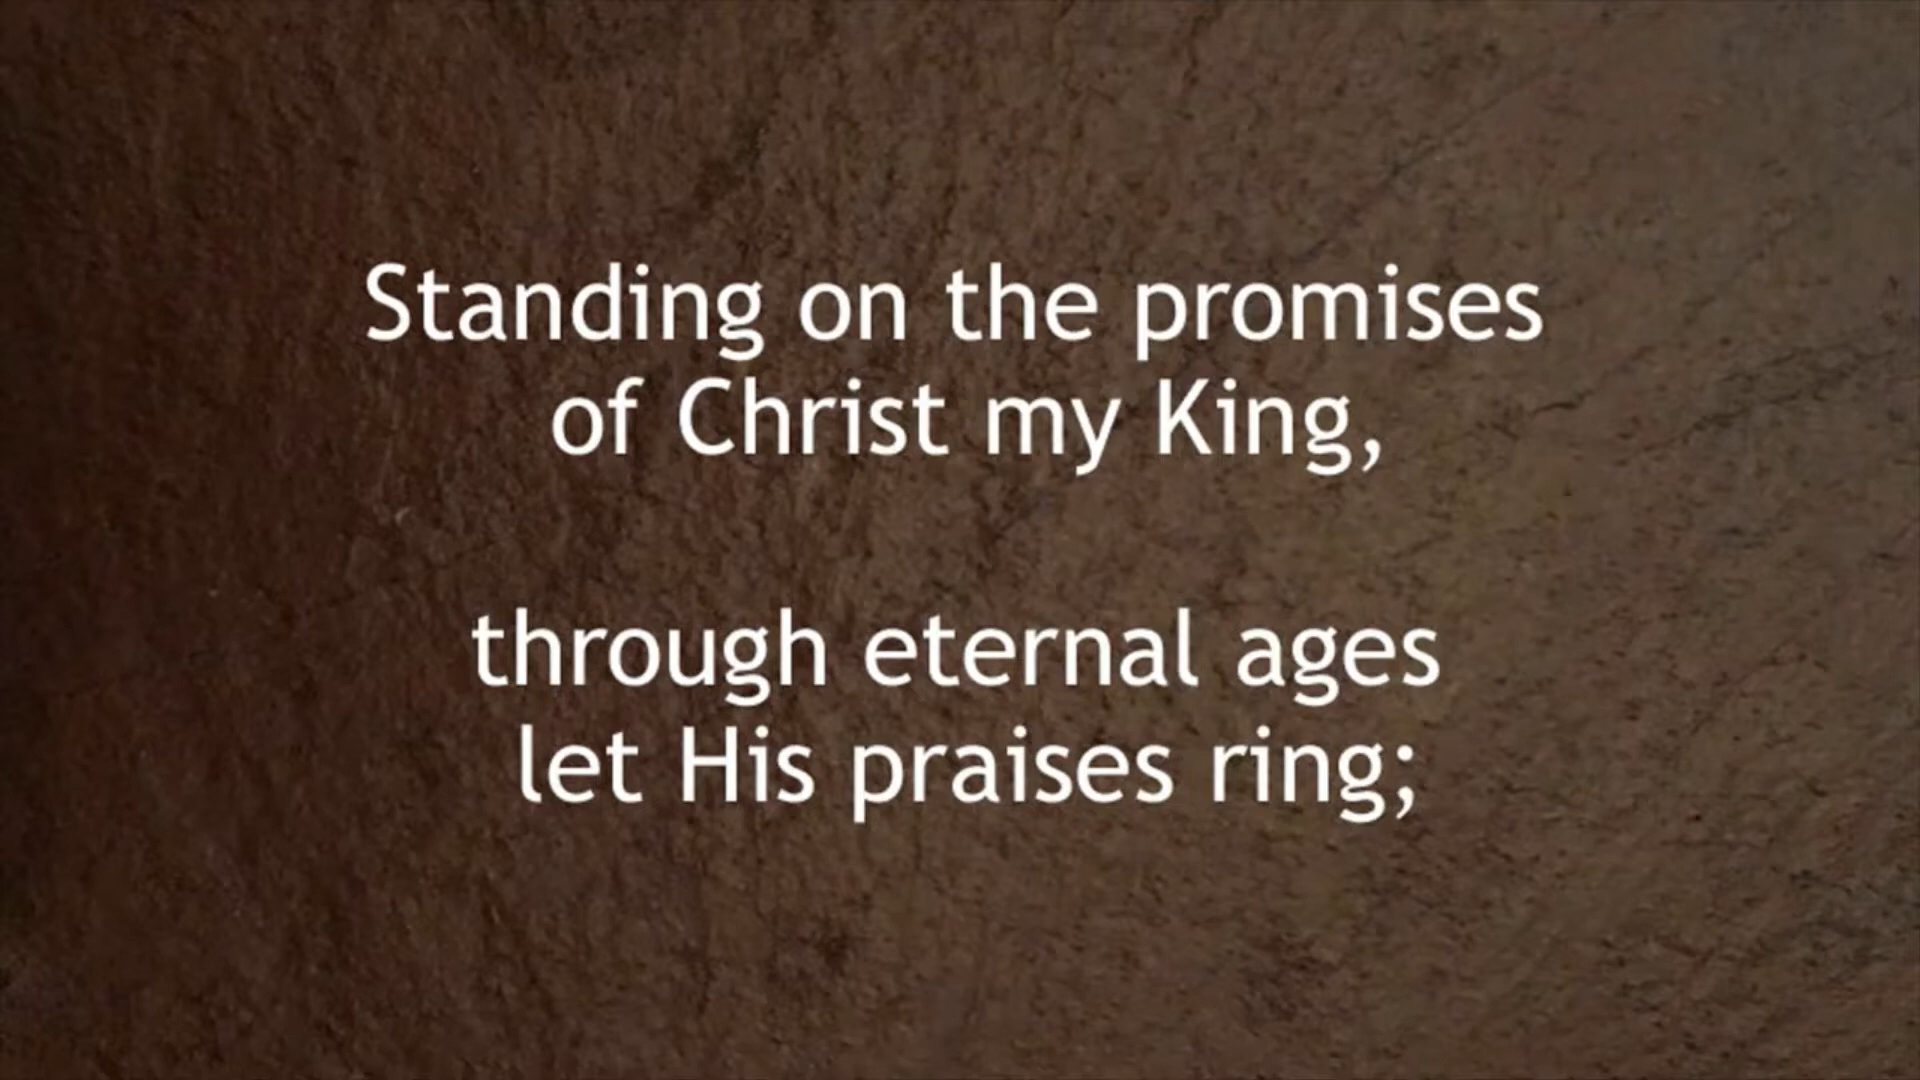 Standing on the promises
of Christ my King,
through eternal ages
let His praises ring;